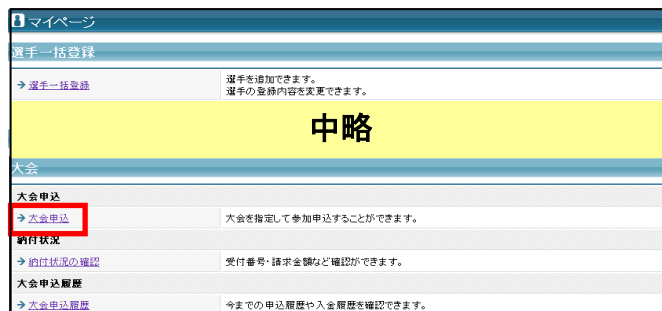 マイページ
選手一括登録
選手一括登録
選手を追加できます。
選手の登録内容を変更できます。
中略
大会
大会申込
大会申込
大会を指定して参加申込することができます。
納付状況
納付状況の確認
受付番号・請求金額など確認ができます。
大会申込履歴
大会申込履歴
今までの申込履歴や入金履歴を確認できます。